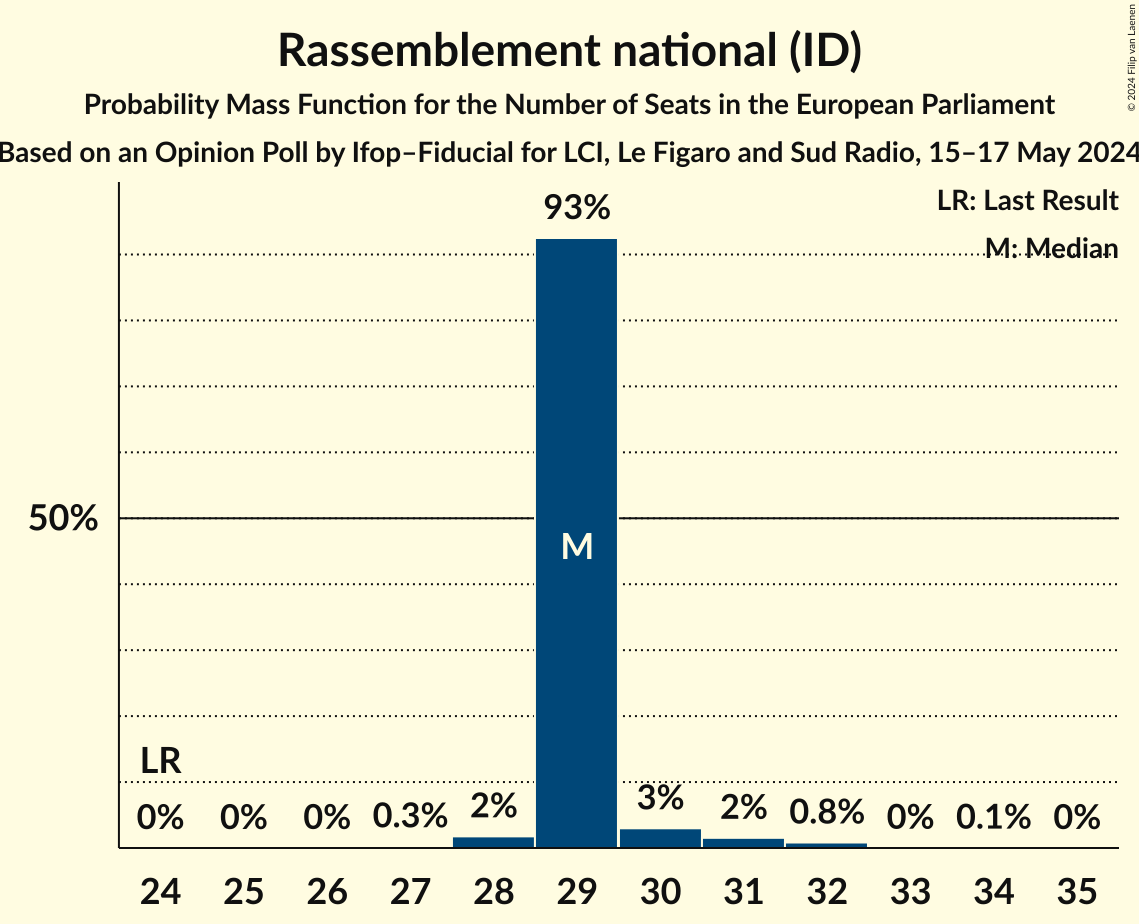 Rassemblement national (ID)
Probability Mass Function for the Number of Seats in the European Parliament
Based on an Opinion Poll by Ifop–Fiducial for LCI, Le Figaro and Sud Radio, 15–17 May 2024
© 2024 Filip van Laenen
LR: Last Result
M: Median
93%
50%
M
LR
0% 0% 0% 0.3% 2% 3% 2% 0.8% 0% 0.1% 0%
24 25 26 27 28 29 30 31 32 33 34 35